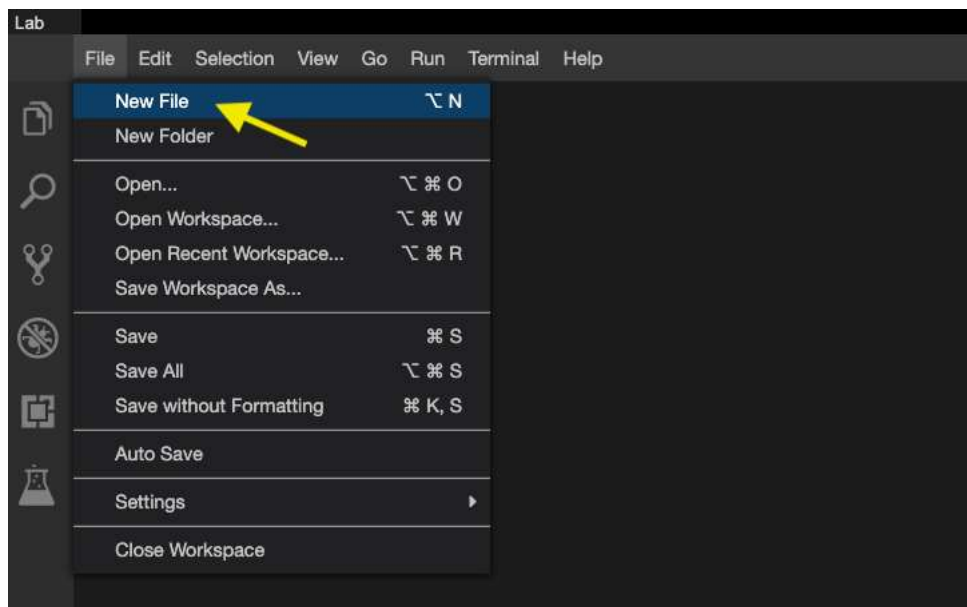 Lab
File Edit Selection View Go Run Terminal Help
New File ⌥ N
New Folder
Open... ⌥ ⌘ O
Open Workspace... ⌥ ⌘ W
Open Recent Workspace... ⌥ ⌘ R
Save Workspace As...
Save ⌘ S
Save All ⌥ ⌘ S
Save without Formatting ⌘ K, S
Auto Save
Settings
Close Workspace